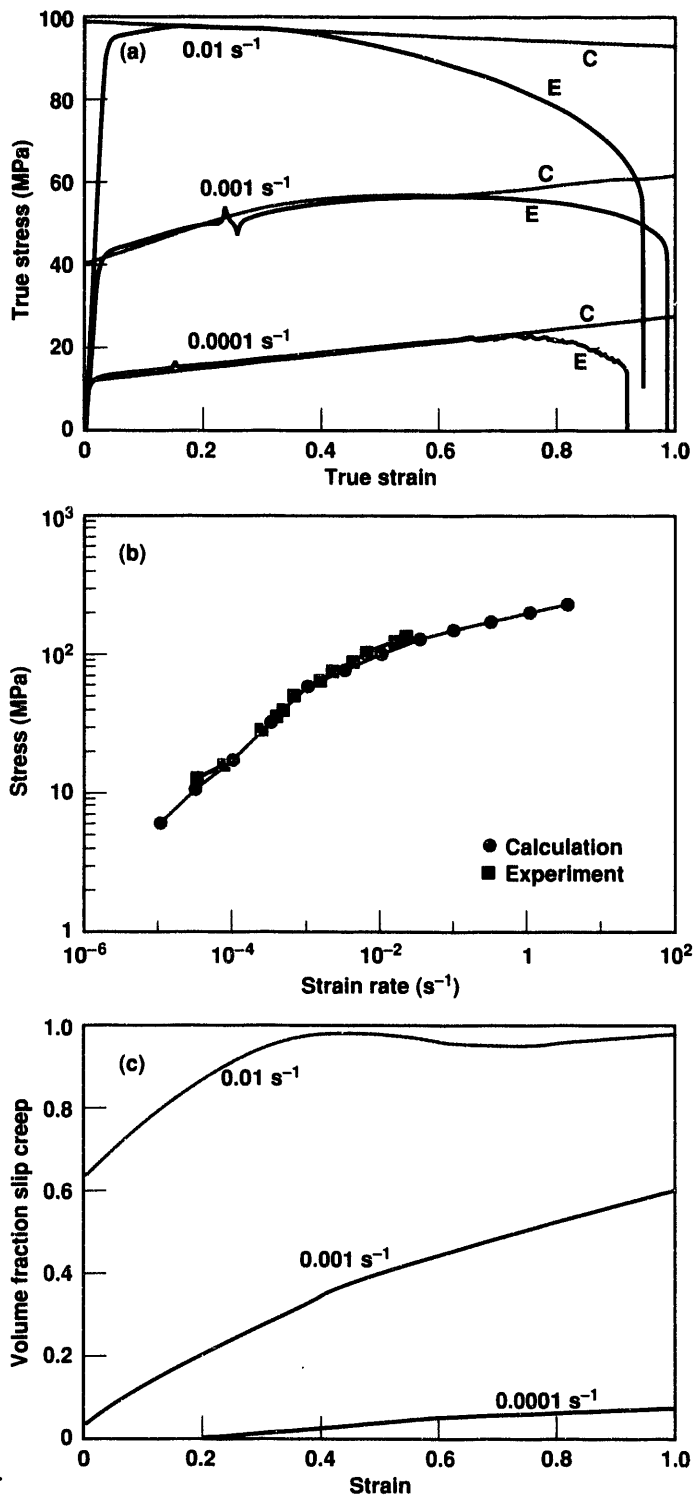 100
(a)
0.01 s⁻¹
C
80
E
True stress (MPa)
60
0.001 s⁻¹
C
E
40
0.0001 s⁻¹
C
20
E
0
0 0.2 0.4 0.6 0.8 1.0
True strain
10³
(b)
10²
Stress (MPa)
10
Calculation
Experiment
1
10⁻⁶ 10⁻⁴ 10⁻² 1 10²
Strain rate (s⁻¹)
1.0
(c)
0.01 s⁻¹
0.8
Volume fraction slip creep
0.6
0.001 s⁻¹
0.4
0.2
0.0001 s⁻¹
0
0 0.2 0.4 0.6 0.8 1.0
Strain